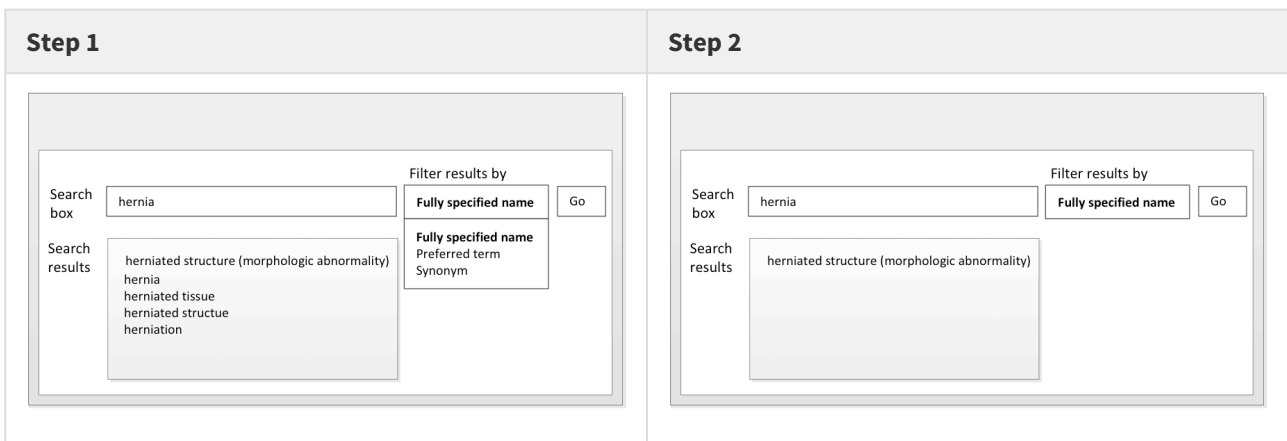 Step 1
Filter results by
Search
box
hernia
Fully specified name
Go
Fully specified name
Preferred term
Synonym
Search
results
herniated structure (morphologic abnormality)
hernia
herniated tissue
herniated structue
herniation
Step 2
Filter results by
Search
box
hernia
Fully specified name
Go
Search
results
herniated structure (morphologic abnormality)